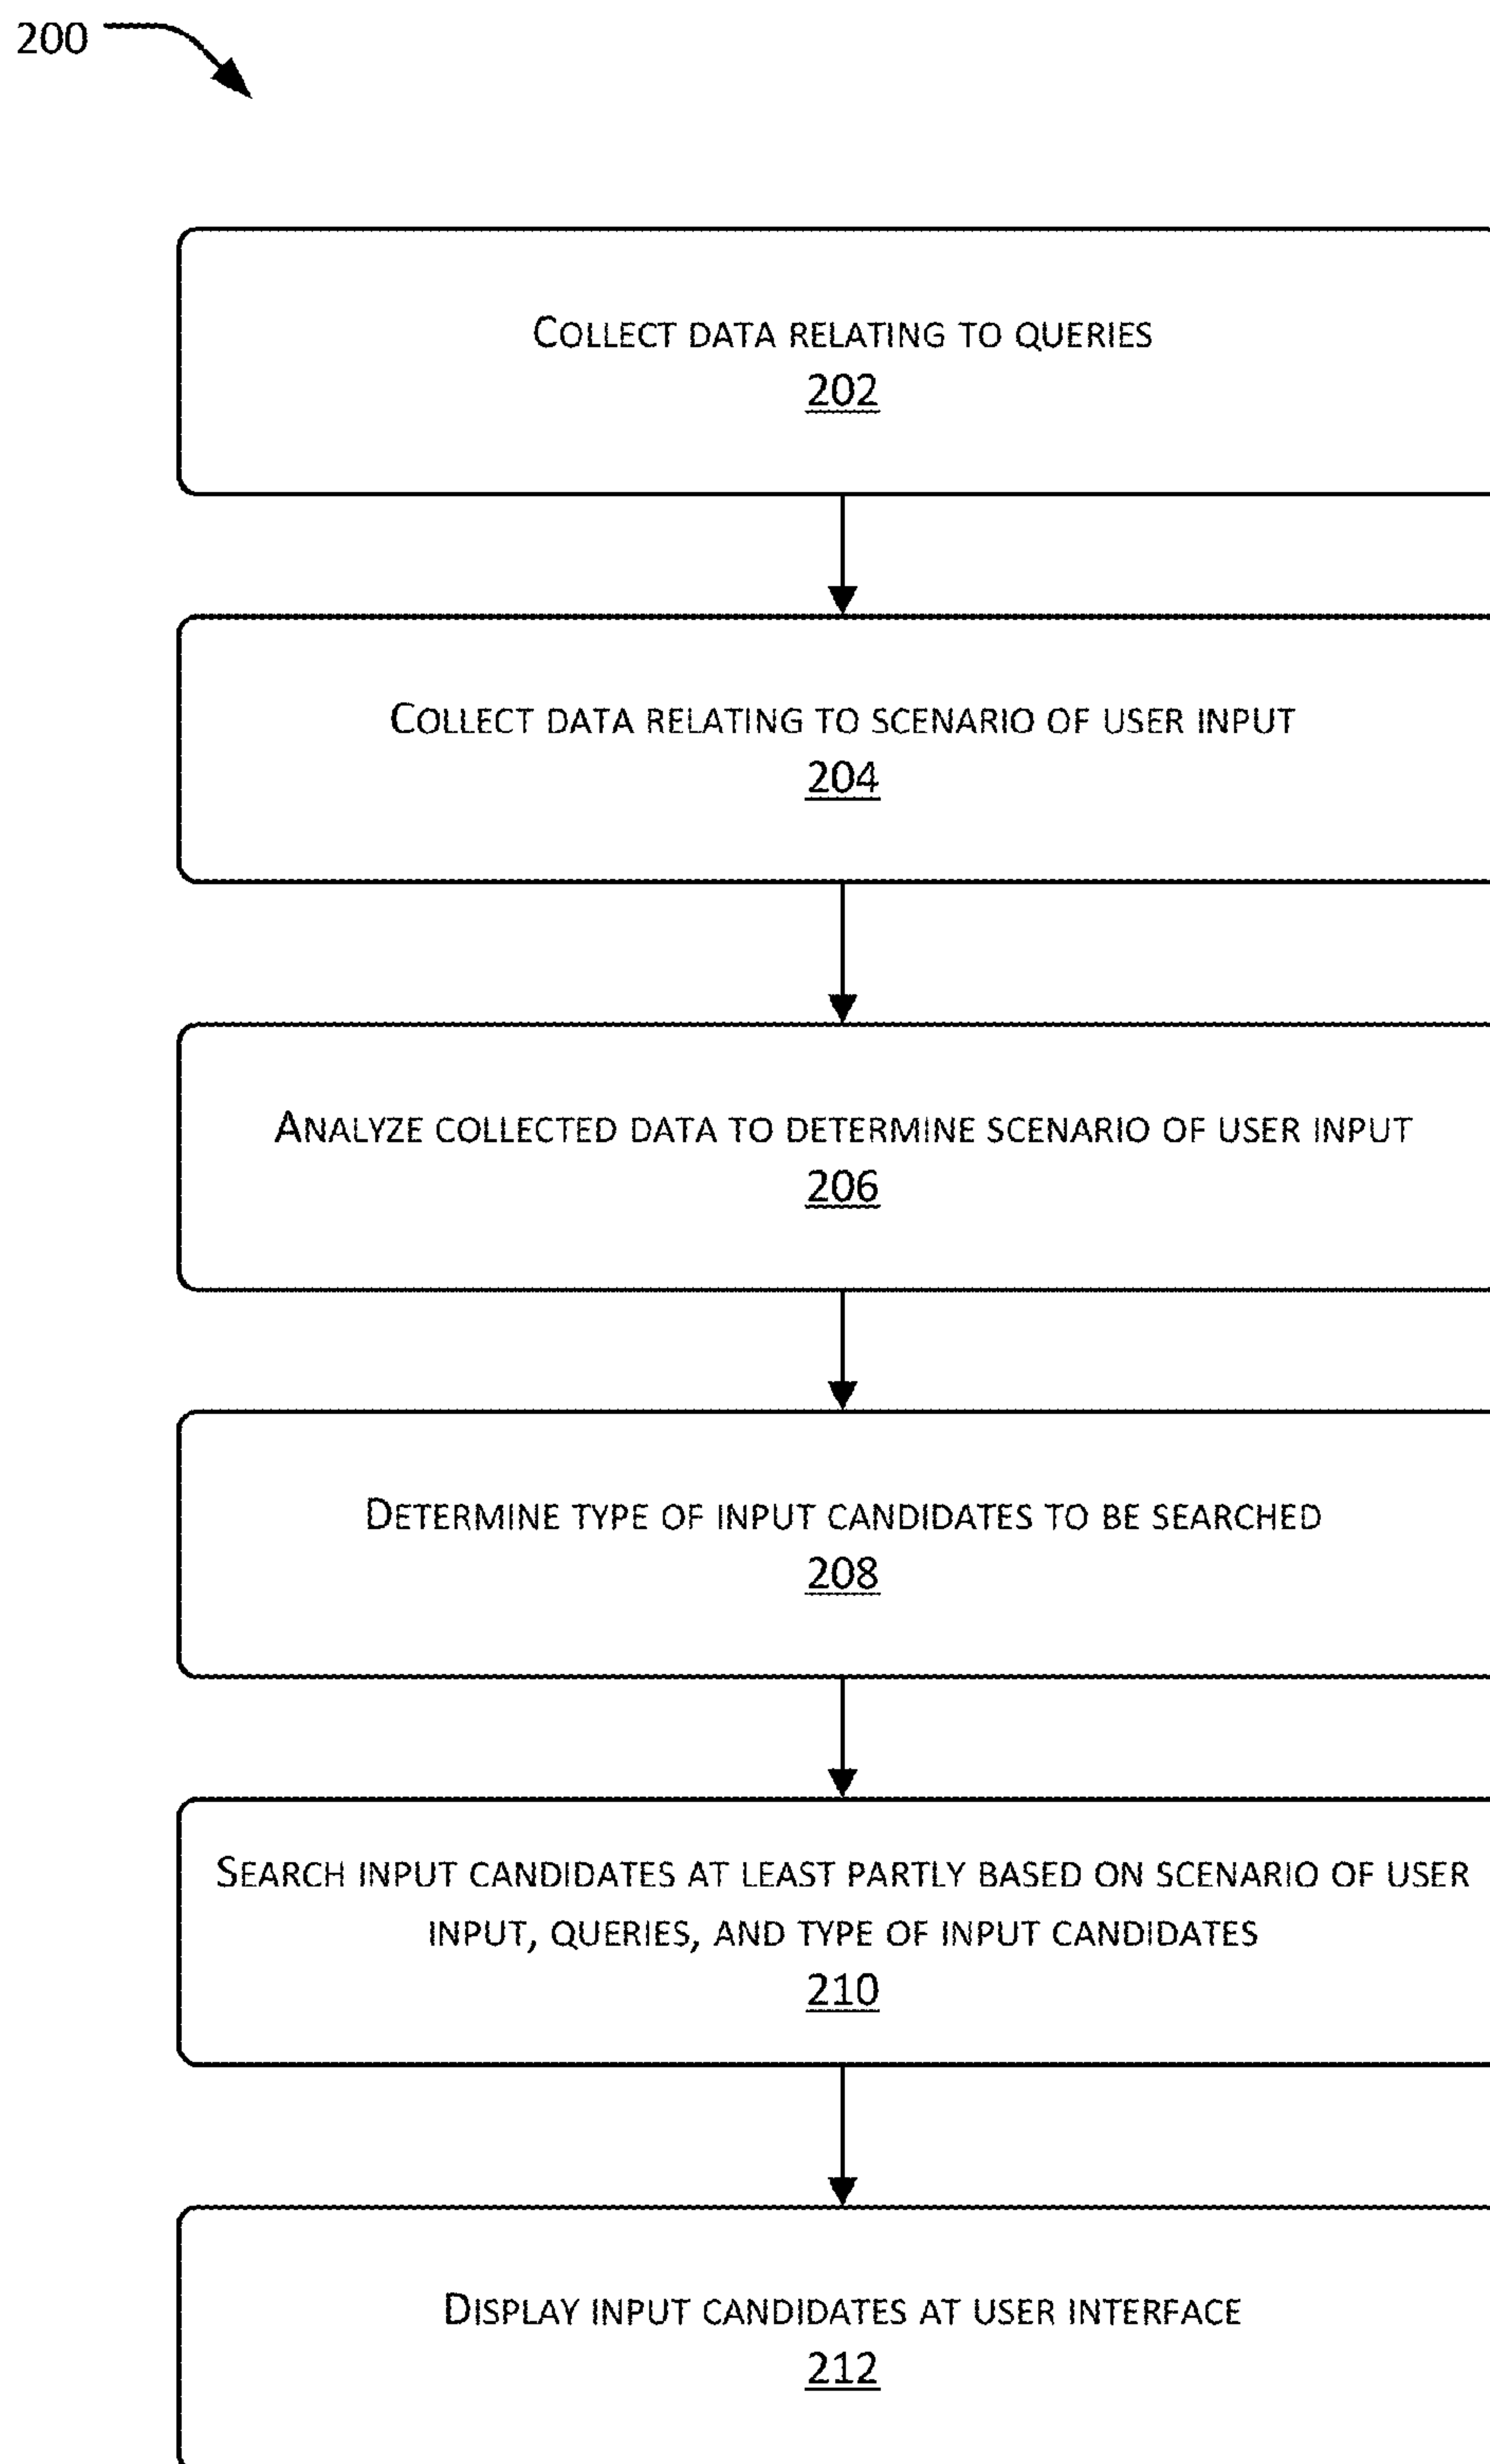 200
COLLECT DATA RELATING TO QUERIES
202
COLLECT DATA RELATING TO SCENARIO OF USER INPUT
204
ANALYZE COLLECTED DATA TO DETERMINE SCENARIO OF USER INPUT
206
DETERMINE TYPE OF INPUT CANDIDATES TO BE SEARCHED
208
SEARCH INPUT CANDIDATES AT LEAST PARTLY BASED ON SCENARIO OF USER
INPUT, QUERIES, AND TYPE OF INPUT CANDIDATES
210
DISPLAY INPUT CANDIDATES AT USER INTERFACE
212